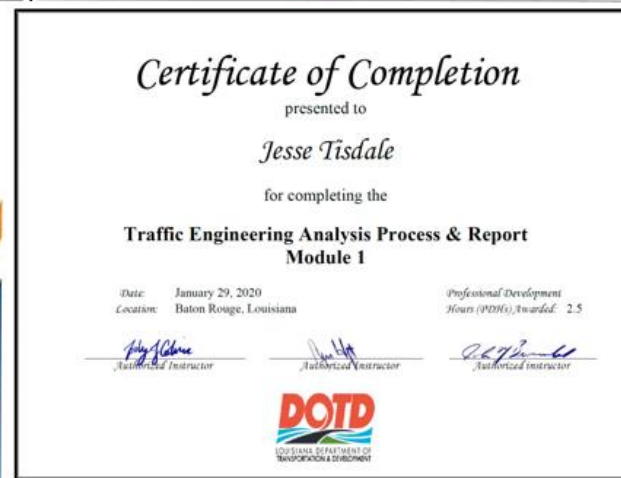 Certificate of Completion
presented to
Jesse Tisdale
for completing the
Traffic Engineering Analysis Process & Report
Module 1
Date: January 29, 2020
Location: Baton Rouge, Louisiana
Professional Development
Hours (PDHs) Awarded: 2.5
Authorized Instructor
Authorized Instructor
Authorized instructor
DOTD
LOUISIANA DEPARTMENT OF
TRANSPORTATION & DEVELOPMENT